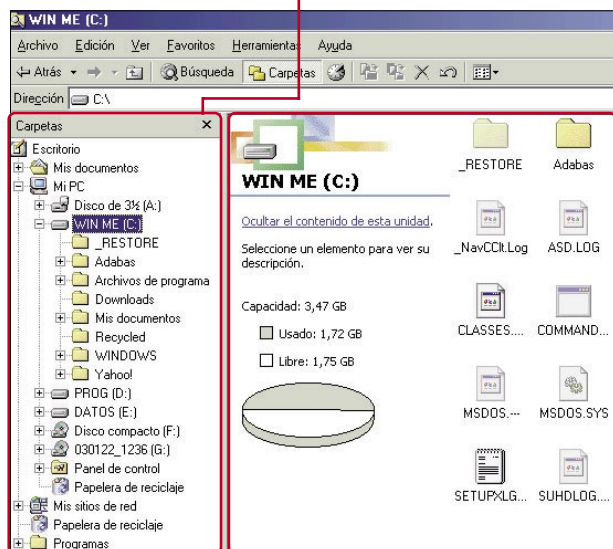 WIN ME (C:)
Archivo Edición Ver Favoritos Herramientas Ayuda
Atrás Búsqueda Carpetas
Dirección C:\
Carpetas
Escritorio
Mis documentos
Mi PC
Disco de 3½ (A:)
WIN ME (C:)
_RESTORE
Adabas
Archivos de programa
Downloads
Mis documentos
Recycled
WINDOWS
Yahoo!
PROG (D:)
DATOS (E:)
Disco compacto (F:)
030122_1236 (G:)
Panel de control
Papelera de reciclaje
Mis sitios de red
Papelera de reciclaje
Programas
WIN ME (C:)
Ocultar el contenido de esta unidad.
Seleccione un elemento para ver su
descripción.
Capacidad: 3,47 GB
Usado: 1,72 GB
Libre: 1,75 GB
_RESTORE Adabas
_NavCClt.Log ASD.LOG
CLASSES.... COMMAND...
MSDOS.--- MSDOS.SYS
SETUPXLG... SUHDLOG....